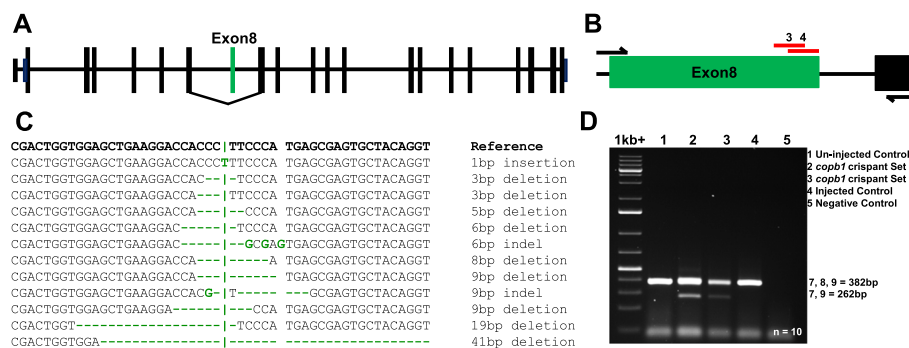 A
Exon8
B
3 4
Exon8
C
CGACTGGTGGAGCTGAAGGACCACCC | TTCCCA TGAGCGAGTGCTACAGGT Reference
CGACTGGTGGAGCTGAAGGACCACCCTTTCCCA TGAGCGAGTGCTACAGGT 1bp insertion
CGACTGGTGGAGCTGAAGGACCAC--|-TCCCA TGAGCGAGTGCTACAGGT 3bp deletion
CGACTGGTGGAGCTGAAGGACCA---|-TTCCCA TGAGCGAGTGCTACAGGT 3bp deletion
CGACTGGTGGAGCTGAAGGACCA---|--CCCA TGAGCGAGTGCTACAGGT 5bp deletion
CGACTGGTGGAGCTGAAGGAC-----|-TCCCA TGAGCGAGTGCTACAGGT 6bp deletion
CGACTGGTGGAGCTGAAGGAC-----|--GCGAGTGAGCGAGTGCTACAGGT 6bp indel
CGACTGGTGGAGCTGAAGGACCA---|-----A TGAGCGAGTGCTACAGGT 8bp deletion
CGACTGGTGGAGCTGAAGGACCA---|------ TGAGCGAGTGCTACAGGT 9bp deletion
CGACTGGTGGAGCTGAAGGACCACG-|-T---- ---GCGAGTGCTACAGGT 9bp indel
CGACTGGTGGAGCTGAAGGA------|---CCA TGAGCGAGTGCTACAGGT 9bp deletion
CGACTGGT------------------|-TCCCA TGAGCGAGTGCTACAGGT 19bp deletion
CGACTGGTGGA---------------|------ ------------------ 41bp deletion
D
1kb+ 1 2 3 4 5
1 Un-injected Control
2 copb1 crispant Set
3 copb1 crispant Set
4 Injected Control
5 Negative Control
7, 8, 9 = 382bp
7, 9 = 262bp
n = 10